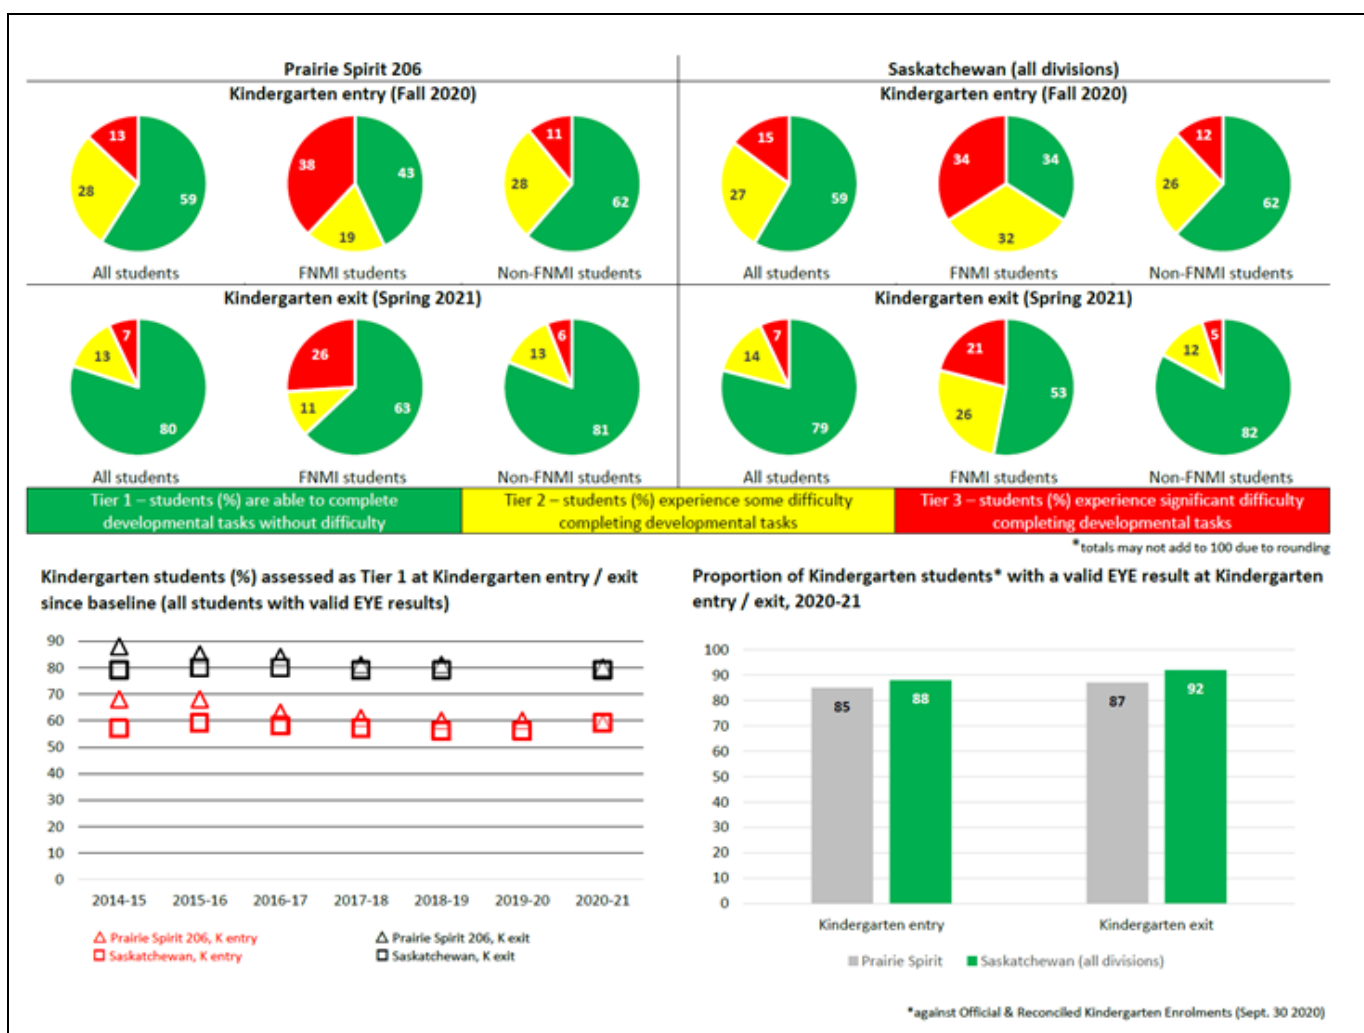 Prairie Spirit 206
Saskatchewan (all divisions)
Kindergarten entry (Fall 2020)
Kindergarten entry (Fall 2020)
13
28
59
38
43
19
11
28
62
15
27
59
34
34
32
12
26
62
All students
FNMI students
Non-FNMI students
All students
FNMI students
Non-FNMI students
Kindergarten exit (Spring 2021)
Kindergarten exit (Spring 2021)
7
13
80
26
11
63
6
13
81
7
14
79
21
26
53
5
12
82
All students
FNMI students
Non-FNMI students
All students
FNMI students
Non-FNMI students
Tier 1 – students (%) are able to complete
developmental tasks without difficulty
Tier 2 – students (%) experience some difficulty
completing developmental tasks
Tier 3 – students (%) experience significant difficulty
completing developmental tasks
*totals may not add to 100 due to rounding
Kindergarten students (%) assessed as Tier 1 at Kindergarten entry / exit
since baseline (all students with valid EYE results)
90
80
70
60
50
40
30
20
10
0
2014-15 2015-16 2016-17 2017-18 2018-19 2019-20 2020-21
Prairie Spirit 206, K entry
Prairie Spirit 206, K exit
Saskatchewan, K entry
Saskatchewan, K exit
Proportion of Kindergarten students* with a valid EYE result at Kindergarten
entry / exit, 2020-21
100
90
80
70
60
50
40
30
20
10
0
85
88
87
92
Kindergarten entry
Kindergarten exit
Prairie Spirit
Saskatchewan (all divisions)
*against Official & Reconciled Kindergarten Enrolments (Sept. 30 2020)